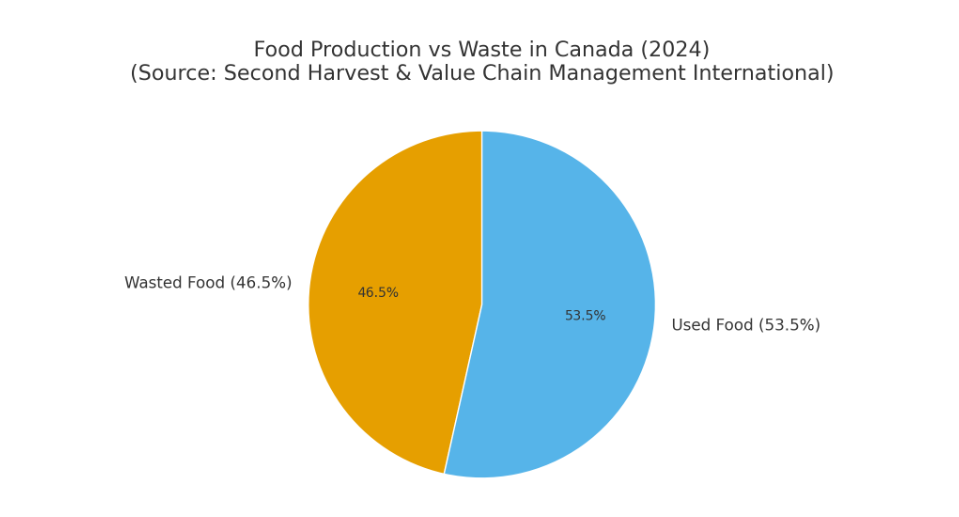 Food Production vs Waste in Canada (2024)
(Source: Second Harvest & Value Chain Management International)
Wasted Food (46.5%)
46.5%
53.5%
Used Food (53.5%)